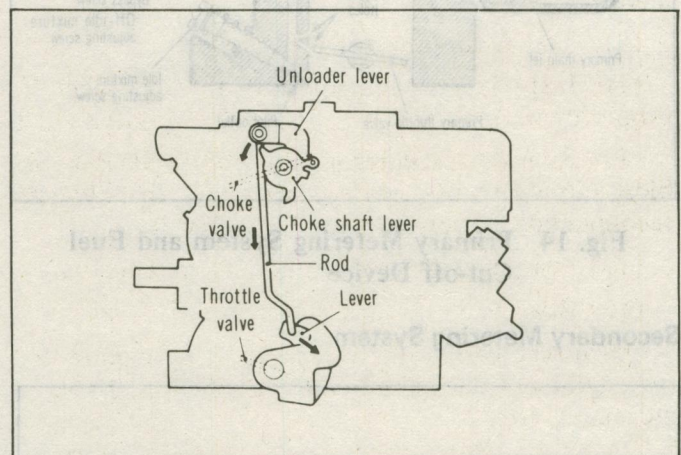 Unloader lever
Choke
valve
Choke shaft lever
Rod
Throttle
valve
Lever
Fig. 14 Primary Metering System and Fuel
Cut-off Device
Secondary Metering System